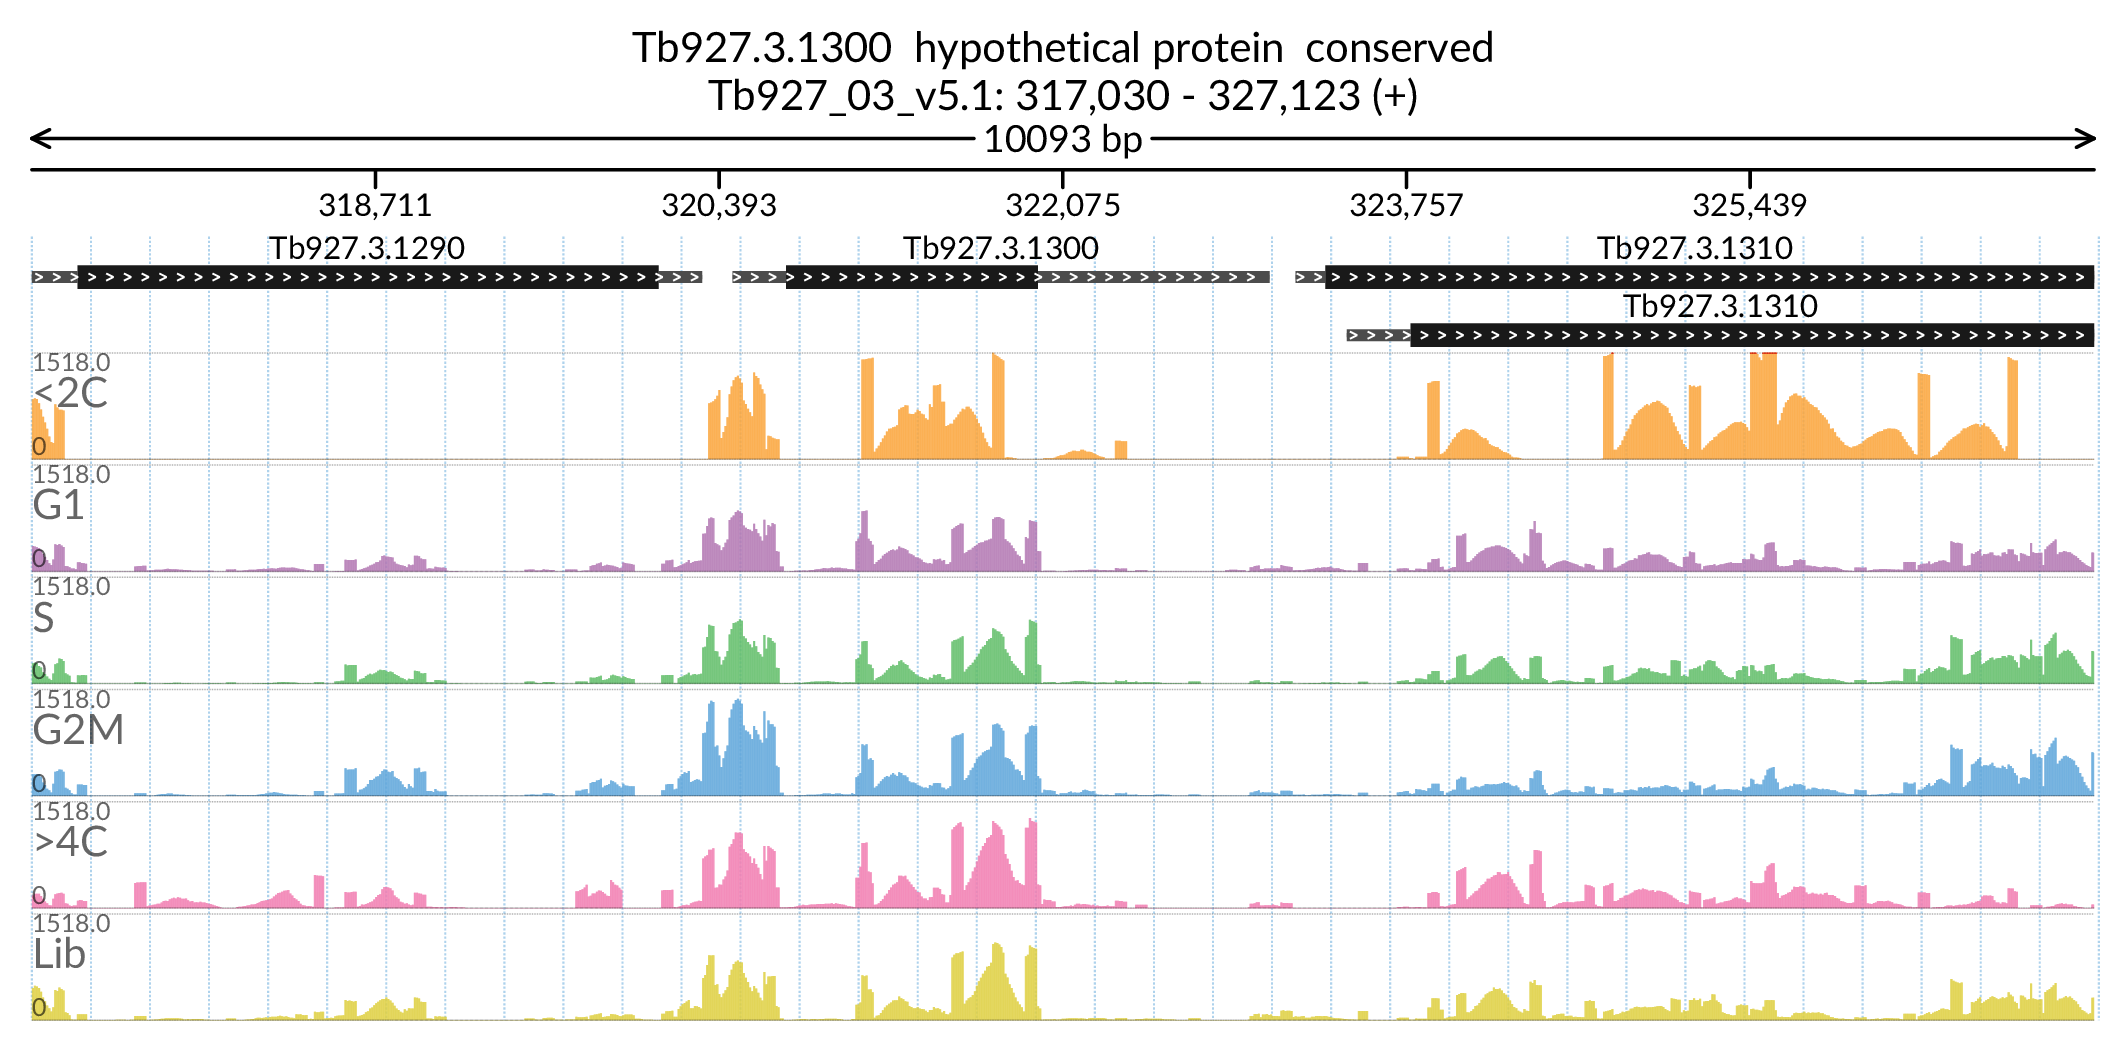 Tb927.3.1300 hypothetical protein conserved
Tb927_03_v5.1: 317,030 - 327,123 (+)
10093 bp
318,711 320,393 322,075 323,757 325,439
Tb927.3.1290 Tb927.3.1300 Tb927.3.1310
Tb927.3.1310
1518.0
<2C
0
1518.0
G1
0
1518.0
S
0
1518.0
G2M
0
1518.0
>4C
0
1518.0
Lib
0